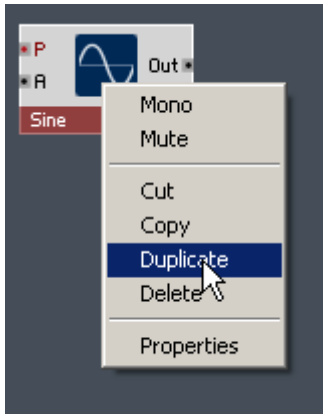 P
A
Out
Sine
Mono
Mute
Cut
Copy
Duplicate
Delete
Properties